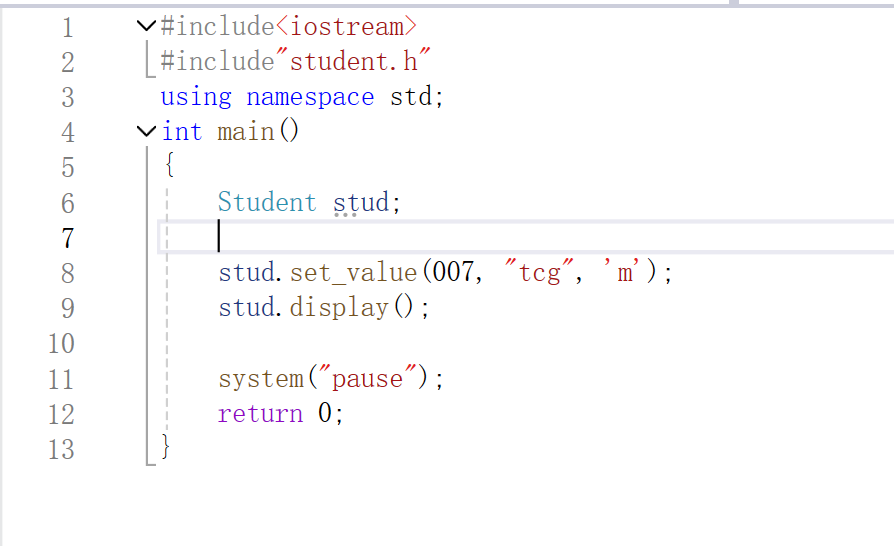 1 #include<iostream>
2 #include"student.h"
3 using namespace std;
4 int main()
5 {
6 Student stud;
7
8 stud.set_value(007, "tcg", 'm');
9 stud.display();
10
11 system("pause");
12 return 0;
13 }